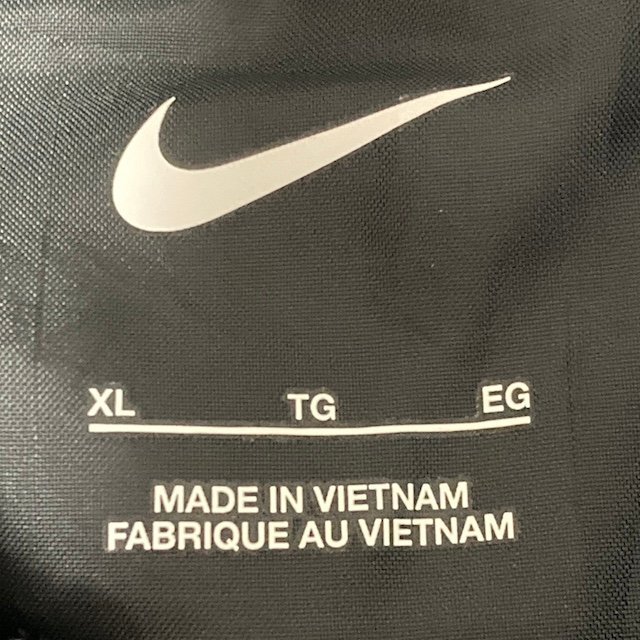 XL TG EG
MADE IN VIETNAM
FABRIQUE AU VIETNAM